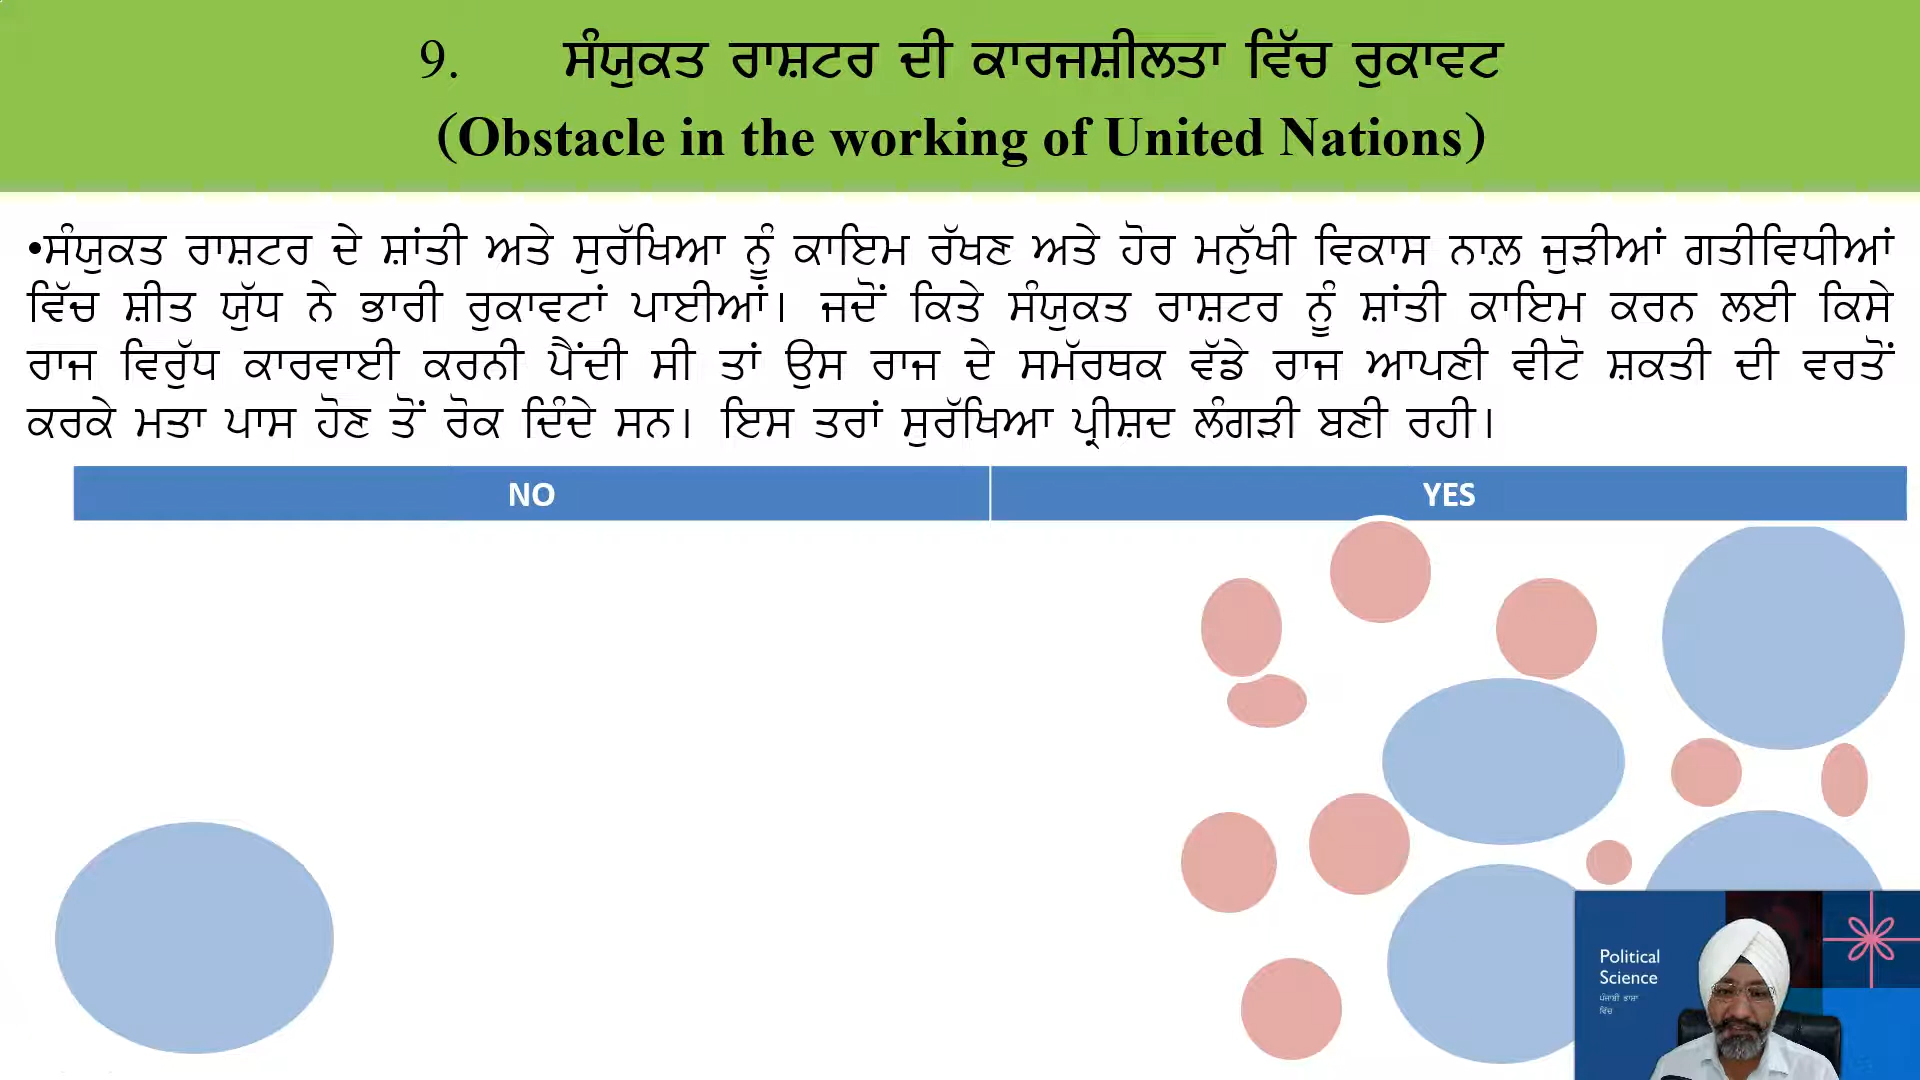 9. ਸੰਯੁਕਤ ਰਾਸ਼ਟਰ ਦੀ ਕਾਰਜਸ਼ੀਲਤਾ ਵਿੱਚ ਰੁਕਾਵਟ
(Obstacle in the working of United Nations)
•ਸੰਯੁਕਤ ਰਾਸ਼ਟਰ ਦੇ ਸ਼ਾਂਤੀ ਅਤੇ ਸੁਰੱਖਿਆ ਨੂੰ ਕਾਇਮ ਰੱਖਣ ਅਤੇ ਹੋਰ ਮਨੁੱਖੀ ਵਿਕਾਸ ਨਾਲ਼ ਜੁੜੀਆਂ ਗਤੀਵਿਧੀਆਂ
ਵਿੱਚ ਸ਼ੀਤ ਯੁੱਧ ਨੇ ਭਾਰੀ ਰੁਕਾਵਟਾਂ ਪਾਈਆਂ। ਜਦੋਂ ਕਿਤੇ ਸੰਯੁਕਤ ਰਾਸ਼ਟਰ ਨੂੰ ਸ਼ਾਂਤੀ ਕਾਇਮ ਕਰਨ ਲਈ ਕਿਸੇ
ਰਾਜ ਵਿਰੁੱਧ ਕਾਰਵਾਈ ਕਰਨੀ ਪੈਂਦੀ ਸੀ ਤਾਂ ਉਸ ਰਾਜ ਦੇ ਸਮੱਰਥਕ ਵੱਡੇ ਰਾਜ ਆਪਣੀ ਵੀਟੋ ਸ਼ਕਤੀ ਦੀ ਵਰਤੋਂ
ਕਰਕੇ ਮਤਾ ਪਾਸ ਹੋਣ ਤੋਂ ਰੋਕ ਦਿੰਦੇ ਸਨ। ਇਸ ਤਰਾਂ ਸੁਰੱਖਿਆ ਪ੍ਰੀਸ਼ਦ ਲੰਗੜੀ ਬਣੀ ਰਹੀ।
NO YES
Political
Science
ਪੰਜਾਬੀ ਭਾਸ਼ਾ
ਵਿੱਚ